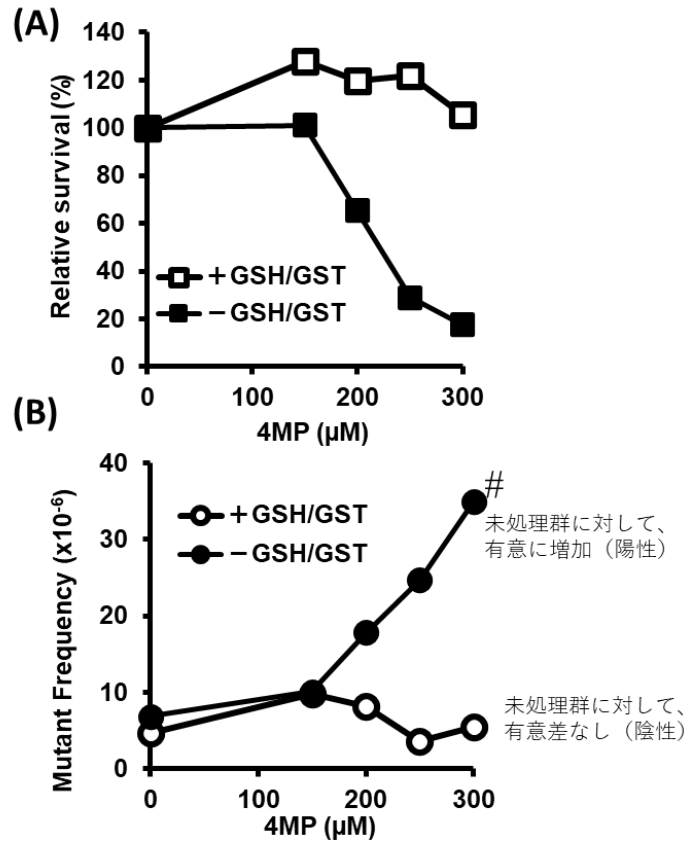 (A)
Relative survival (%)
140
120
100
80
60
40
20
0
+GSH/GST
−GSH/GST
0
100
200
300
4MP (µM)
(B)
Mutant Frequency (x10⁻⁶)
40
30
20
10
0
+GSH/GST
−GSH/GST
#
未処理群に対して、
有意に増加（陽性）
未処理群に対して、
有意差なし（陰性）
0
100
200
300
4MP (µM)